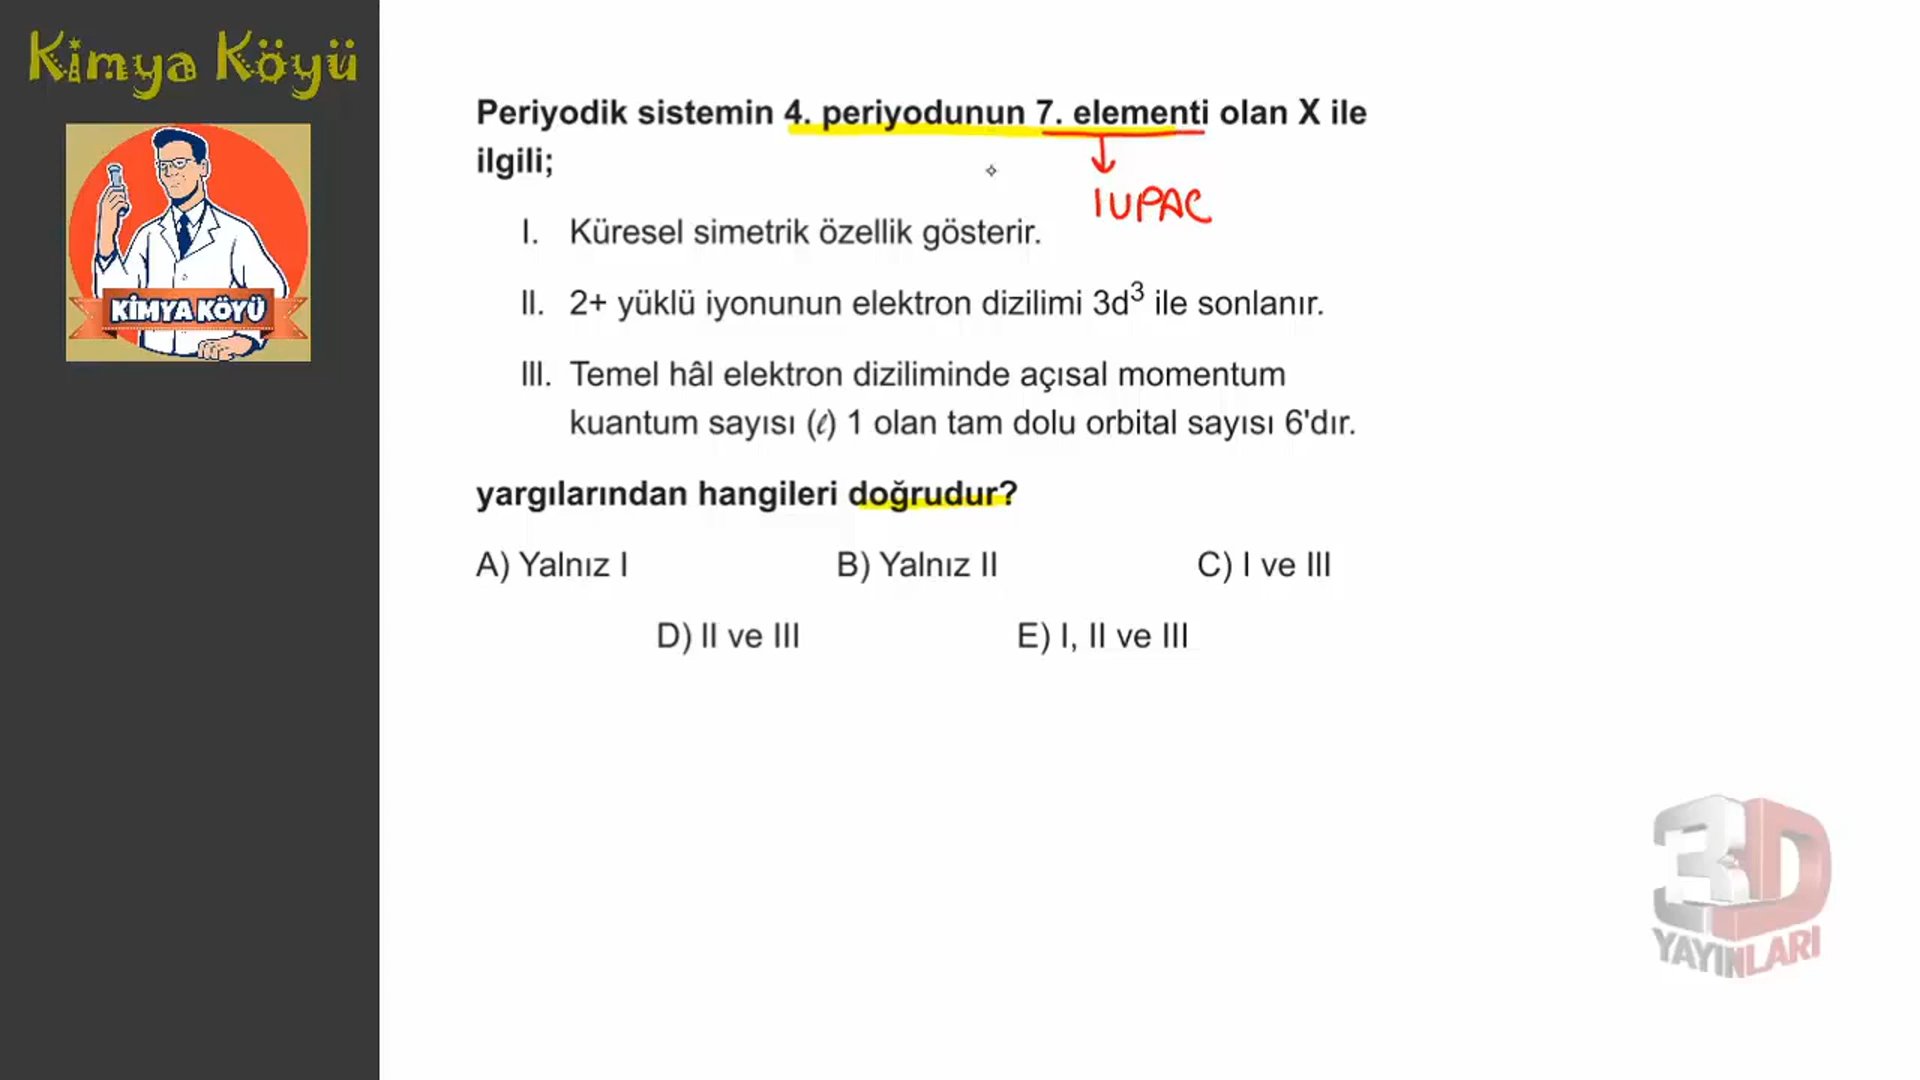 Kimya Köyü
KİMYA KÖYÜ
Periyodik sistemin 4. periyodunun 7. elementi olan X ile
ilgili;
IUPAC
I. Küresel simetrik özellik gösterir.
II. 2+ yüklü iyonunun elektron dizilimi 3d³ ile sonlanır.
III. Temel hâl elektron diziliminde açısal momentum
kuantum sayısı (ℓ) 1 olan tam dolu orbital sayısı 6'dır.
yargılarından hangileri doğrudur?
A) Yalnız I B) Yalnız II C) I ve III
D) II ve III E) I, II ve III
3D
YAYINLARI